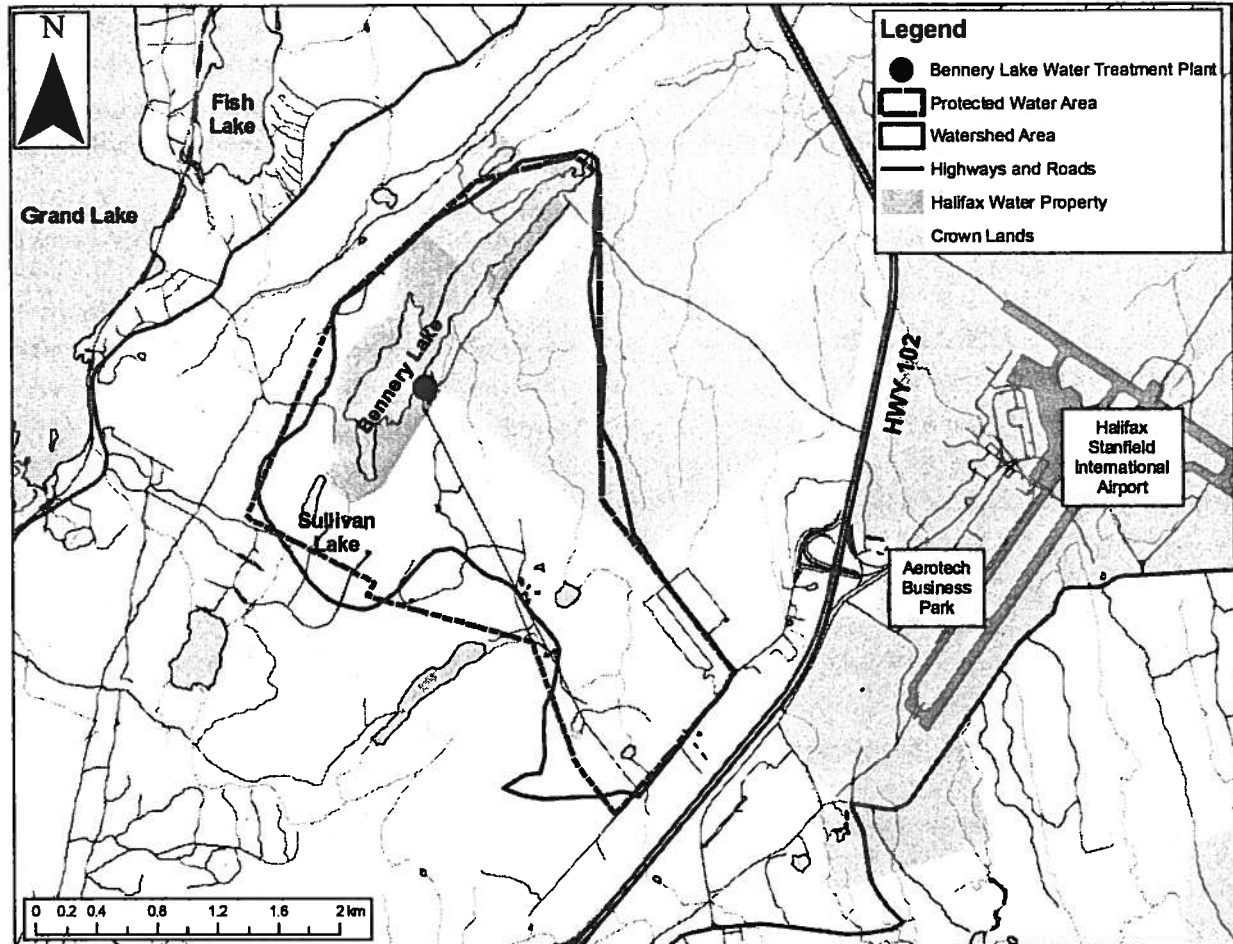 N
Fish
Lake
Grand Lake
Bennery Lake
Sullivan
Lake
HWY 102
Legend
Bennery Lake Water Treatment Plant
Protected Water Area
Watershed Area
Highways and Roads
Halifax Water Property
Crown Lands
Halifax
Stanfield
International
Airport
Aerotech
Business
Park
0 0.2 0.4 0.8 1.2 1.6 2 km